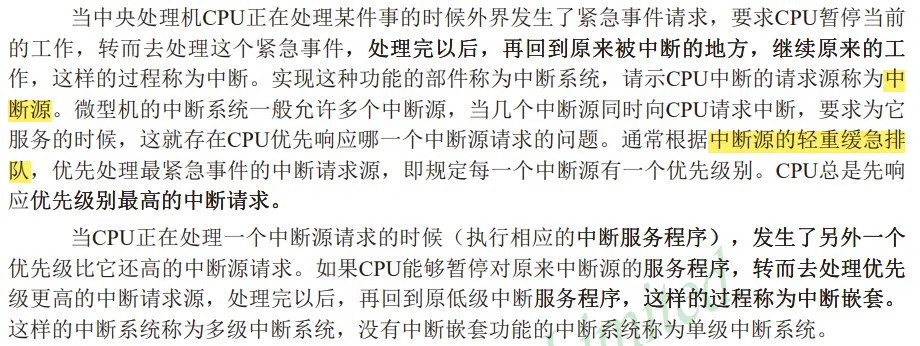 当中央处理机CPU正在处理某件事的时候外界发生了紧急事件请求，要求CPU暂停当前
的工作，转而去处理这个紧急事件，处理完以后，再回到原来被中断的地方，继续原来的工
作，这样的过程称为中断。实现这种功能的部件称为中断系统，请示CPU中断的请求源称为中
断源。微型机的中断系统一般允许多个中断源，当几个中断源同时向CPU请求中断，要求为它
服务的时候，这就存在CPU优先响应哪一个中断源请求的问题。通常根据中断源的轻重缓急排
队，优先处理最紧急事件的中断请求源，即规定每一个中断源有一个优先级别。CPU总是先响
应优先级别最高的中断请求。
当CPU正在处理一个中断源请求的时候（执行相应的中断服务程序），发生了另外一个
优先级比它还高的中断源请求。如果CPU能够暂停对原来中断源的服务程序，转而去处理优先
级更高的中断请求源，处理完以后，再回到原低级中断服务程序，这样的过程称为中断嵌套。
这样的中断系统称为多级中断系统，没有中断嵌套功能的中断系统称为单级中断系统。
Limited